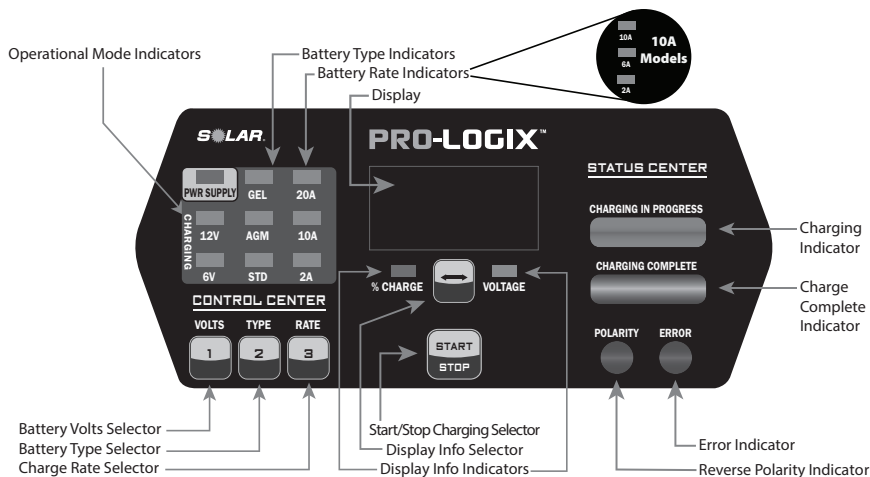 Operational Mode Indicators
Battery Type Indicators
Battery Rate Indicators
Display
10A
6A
2A
10A
Models
SOLAR.
PRO-LOGIX™
STATUS CENTER
PWR SUPPLY
GEL
20A
CHARGING
12V
AGM
10A
6V
STD
2A
% CHARGE
VOLTAGE
CHARGING IN PROGRESS
CHARGING COMPLETE
POLARITY
ERROR
CONTROL CENTER
VOLTS
TYPE
RATE
1
2
3
START
STOP
Charging
Indicator
Charge
Complete
Indicator
Battery Volts Selector
Battery Type Selector
Charge Rate Selector
Start/Stop Charging Selector
Display Info Selector
Display Info Indicators
Error Indicator
Reverse Polarity Indicator